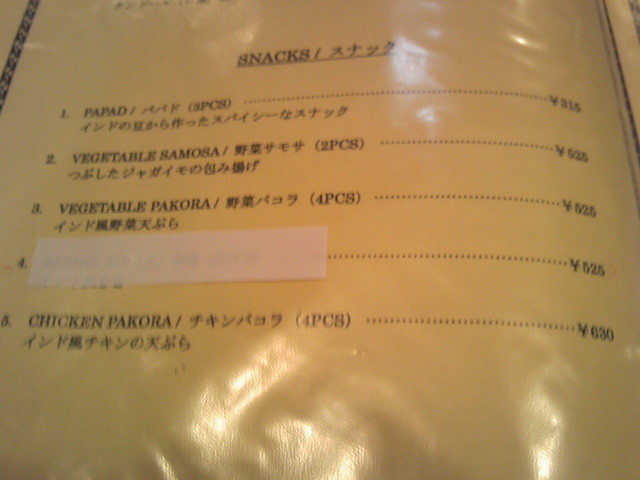 SNACKS / スナック
1. PAPAD / パパド (3PCS) ¥315
インドの豆から作ったスパイシーなスナック
2. VEGETABLE SAMOSA / 野菜サモサ (2PCS) ¥525
つぶしたジャガイモの包み揚げ
3. VEGETABLE PAKORA / 野菜パコラ (4PCS) ¥525
インド風野菜天ぷら
4. ¥525
5. CHICKEN PAKORA / チキンパコラ (4PCS) ¥630
インド風チキンの天ぷら